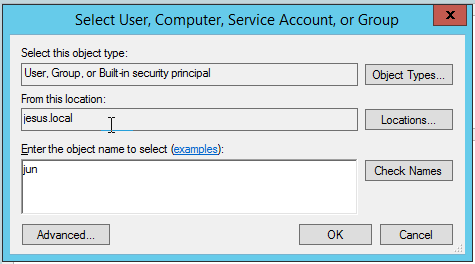 Select User, Computer, Service Account, or Group
x
Select this object type:
User, Group, or Built-in security principal
Object Types...
From this location:
jesus.local
Locations...
Enter the object name to select (examples):
jun
Check Names
Advanced...
OK
Cancel